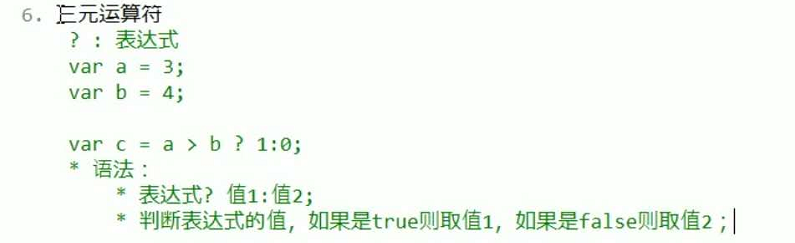 6. 三元运算符
? : 表达式
var a = 3;
var b = 4;
var c = a > b ? 1:0;
* 语法：
* 表达式? 值1:值2;
* 判断表达式的值，如果是true则取值1，如果是false则取值2；